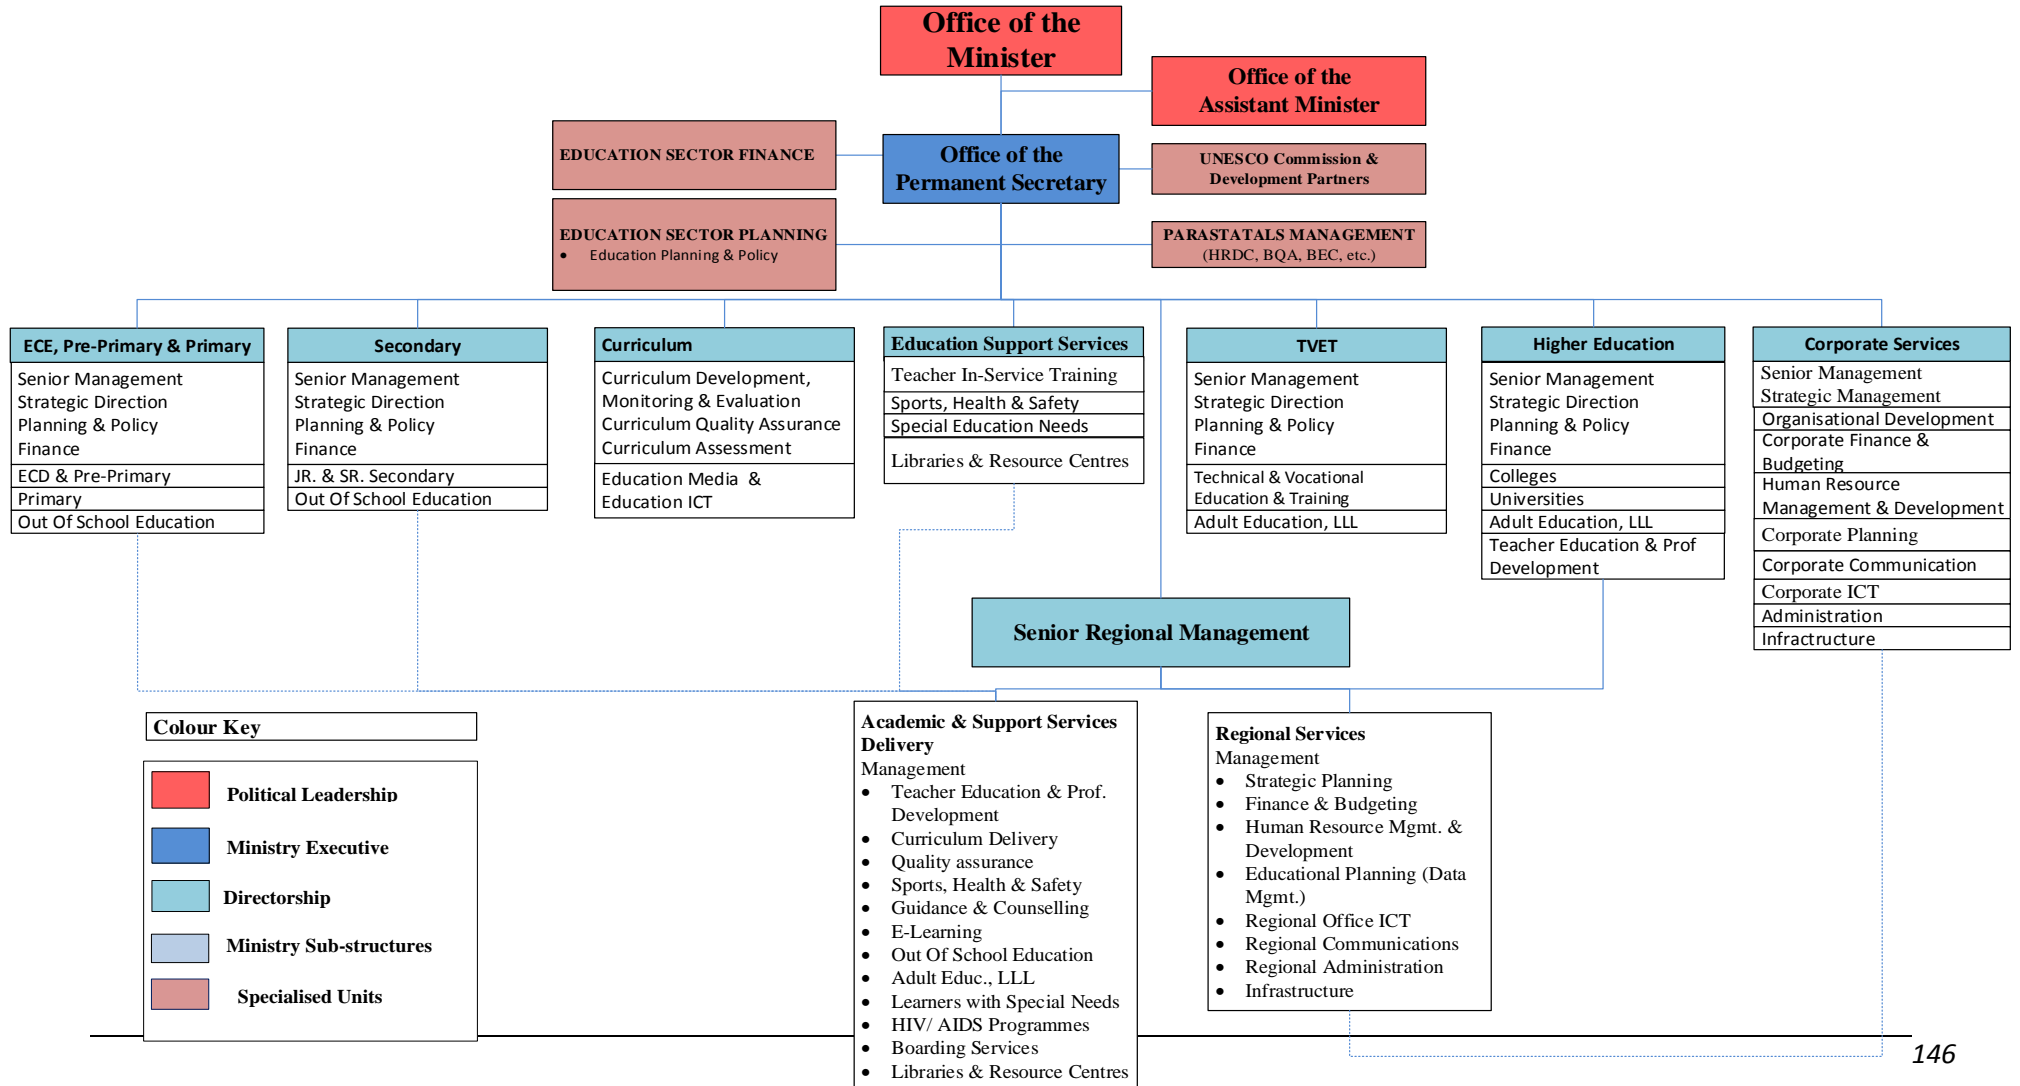 Office of the
Minister
Office of the
Assistant Minister
EDUCATION SECTOR FINANCE
Office of the
Permanent Secretary
UNESCO Commission &
Development Partners
EDUCATION SECTOR PLANNING
• Education Planning & Policy
PARASTATALS MANAGEMENT
(HRDC, BQA, BEC, etc.)
ECE, Pre-Primary & Primary
Senior Management
Strategic Direction
Planning & Policy
Finance
ECD & Pre-Primary
Primary
Out Of School Education
Secondary
Senior Management
Strategic Direction
Planning & Policy
Finance
JR. & SR. Secondary
Out Of School Education
Curriculum
Curriculum Development,
Monitoring & Evaluation
Curriculum Quality Assurance
Curriculum Assessment
Education Media &
Education ICT
Education Support Services
Teacher In-Service Training
Sports, Health & Safety
Special Education Needs
Libraries & Resource Centres
TVET
Senior Management
Strategic Direction
Planning & Policy
Finance
Technical & Vocational
Education & Training
Adult Education, LLL
Higher Education
Senior Management
Strategic Direction
Planning & Policy
Finance
Colleges
Universities
Adult Education, LLL
Teacher Education & Prof
Development
Corporate Services
Senior Management
Strategic Management
Organisational Development
Corporate Finance &
Budgeting
Human Resource
Management & Development
Corporate Planning
Corporate Communication
Corporate ICT
Administration
Infractructure
Senior Regional Management
Colour Key
Political Leadership
Ministry Executive
Directorship
Ministry Sub-structures
Specialised Units
Academic & Support Services
Delivery
Management
• Teacher Education & Prof.
Development
• Curriculum Delivery
• Quality assurance
• Sports, Health & Safety
• Guidance & Counselling
• E-Learning
• Out Of School Education
• Adult Educ., LLL
• Learners with Special Needs
• HIV/ AIDS Programmes
• Boarding Services
• Libraries & Resource Centres
Regional Services
Management
• Strategic Planning
• Finance & Budgeting
• Human Resource Mgmt. &
Development
• Educational Planning (Data
Mgmt.)
• Regional Office ICT
• Regional Communications
• Regional Administration
• Infrastructure
146